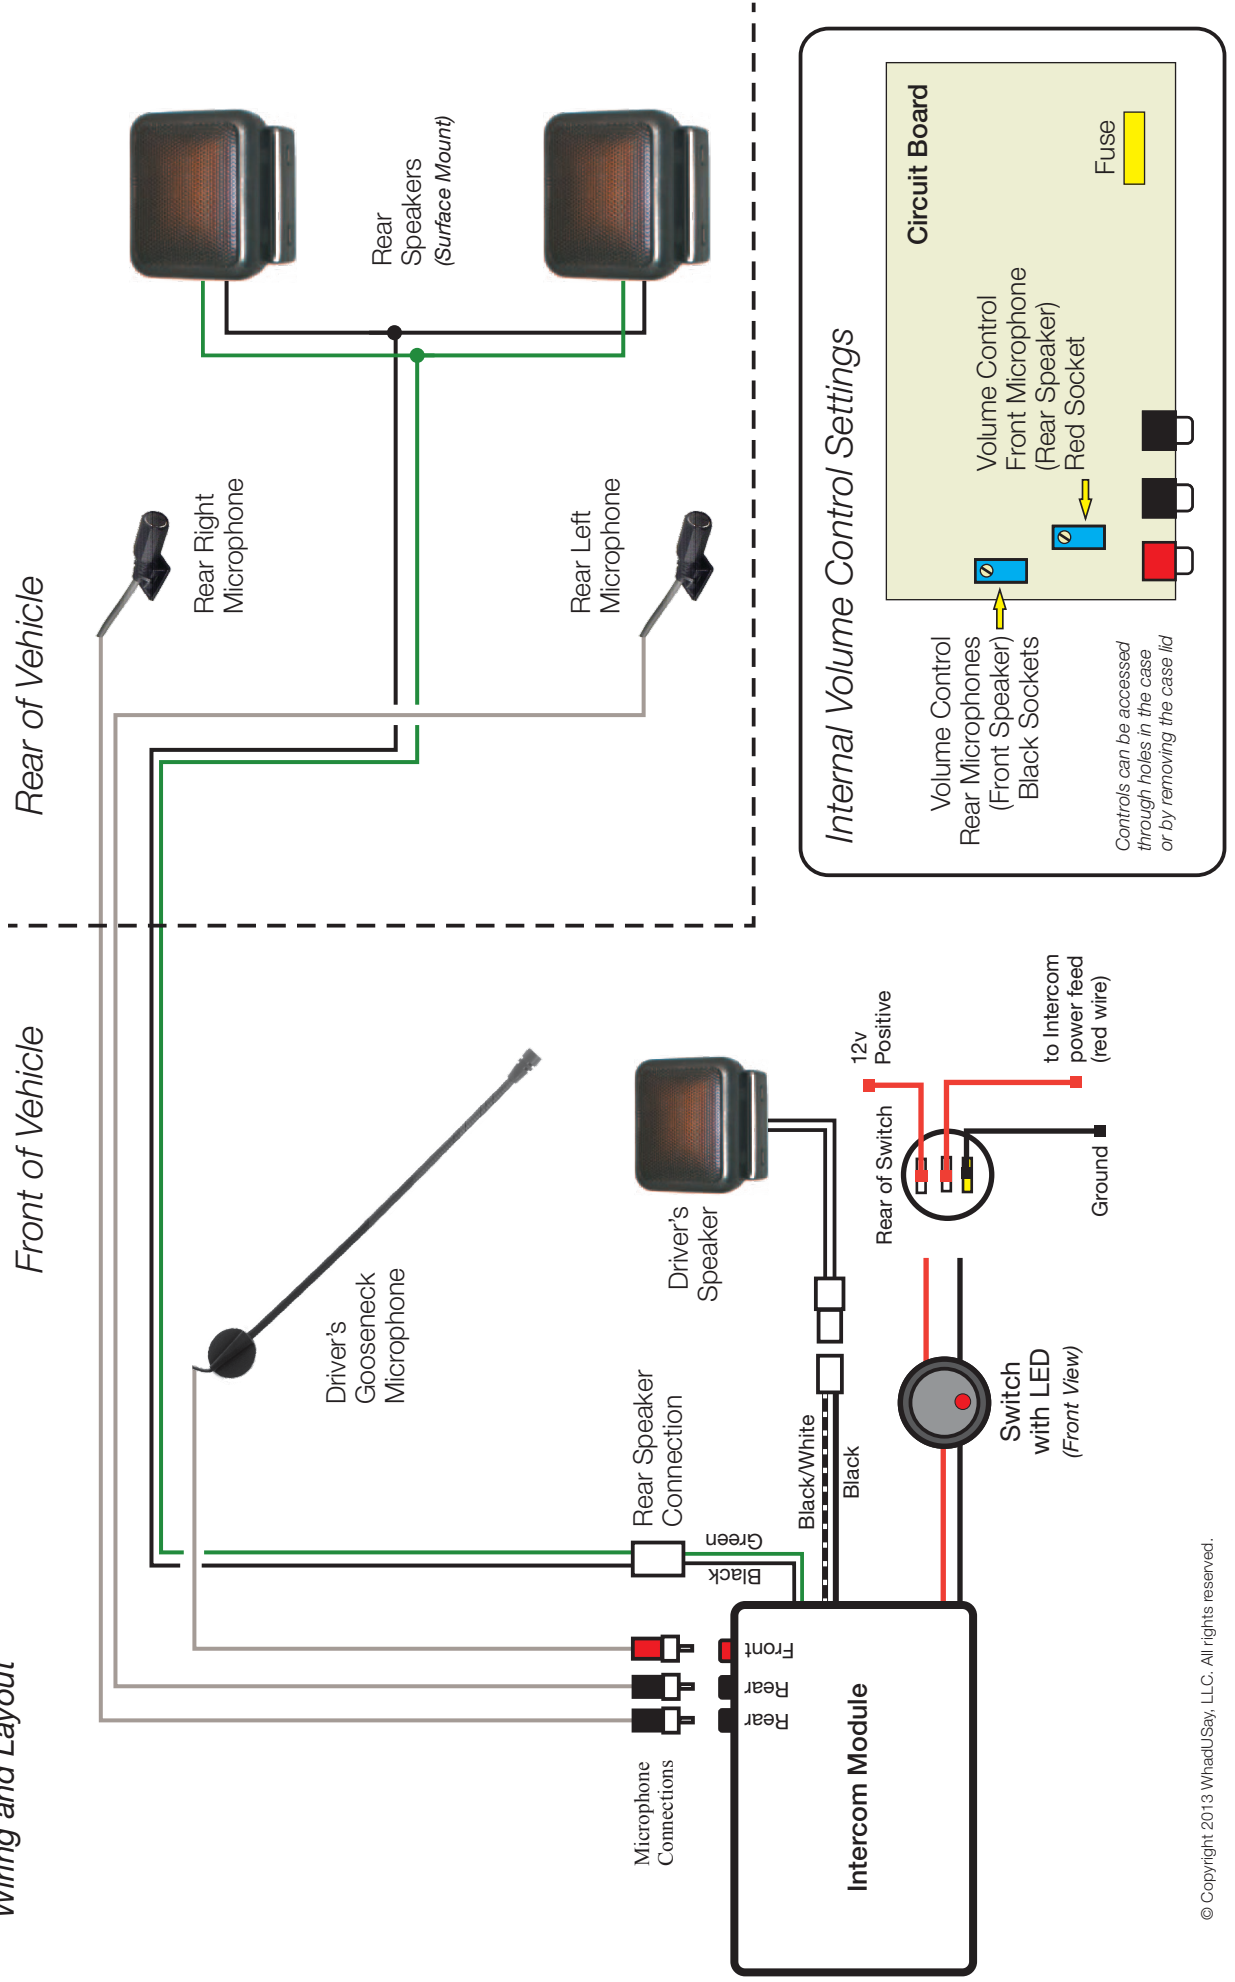 Wiring and Layout
Front of Vehicle
Rear of Vehicle
Rear Right
Microphone
Rear
Speakers
(Surface Mount)
Rear Left
Microphone
Driver's
Gooseneck
Microphone
Microphone
Connections
Rear Speaker
Connection
Black
Green
Rear
Rear
Front
Intercom Module
Driver's
Speaker
Black/White
Black
Switch
with LED
(Front View)
Rear of Switch
12v
Positive
to Intercom
power feed
(red wire)
Ground
Internal Volume Control Settings
Circuit Board
Volume Control
Rear Microphones
(Front Speaker)
Black Sockets
Volume Control
Front Microphone
(Rear Speaker)
Red Socket
Fuse
Controls can be accessed
through holes in the case
or by removing the case lid
© Copyright 2013 WhadUSay, LLC. All rights reserved.